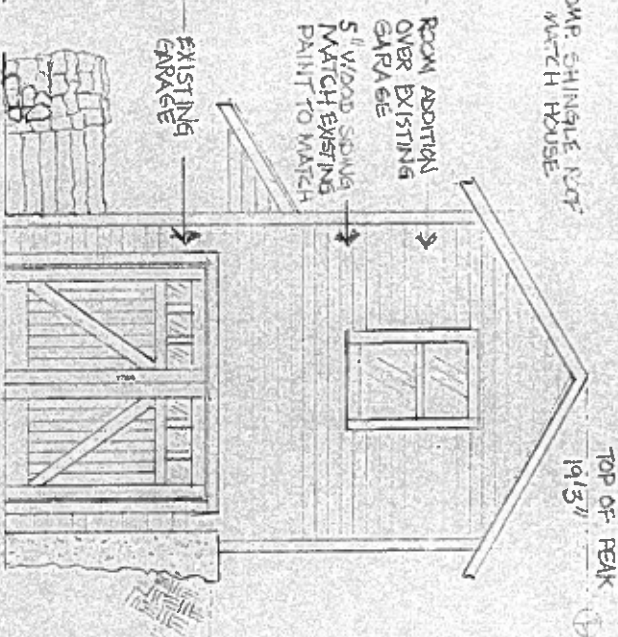 COMP. SHINGLE ROOF
MATCH HOUSE
TOP OF PEAK
19'3"
ROOM ADDITION
OVER EXISTING
GARAGE
5" WOOD SIDING
MATCH EXISTING
PAINT TO MATCH
EXISTING
GARAGE